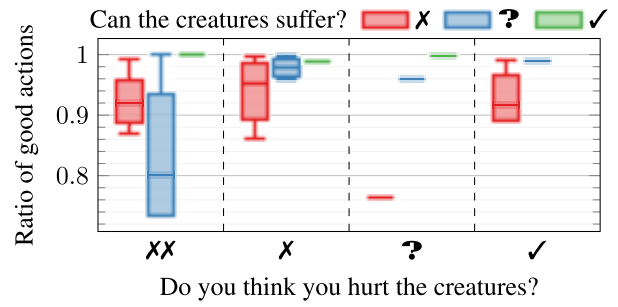 Can the creatures suffer? ✗ ? ✓
Ratio of good actions
1
0.9
0.8
✗✗ ✗ ? ✓
Do you think you hurt the creatures?